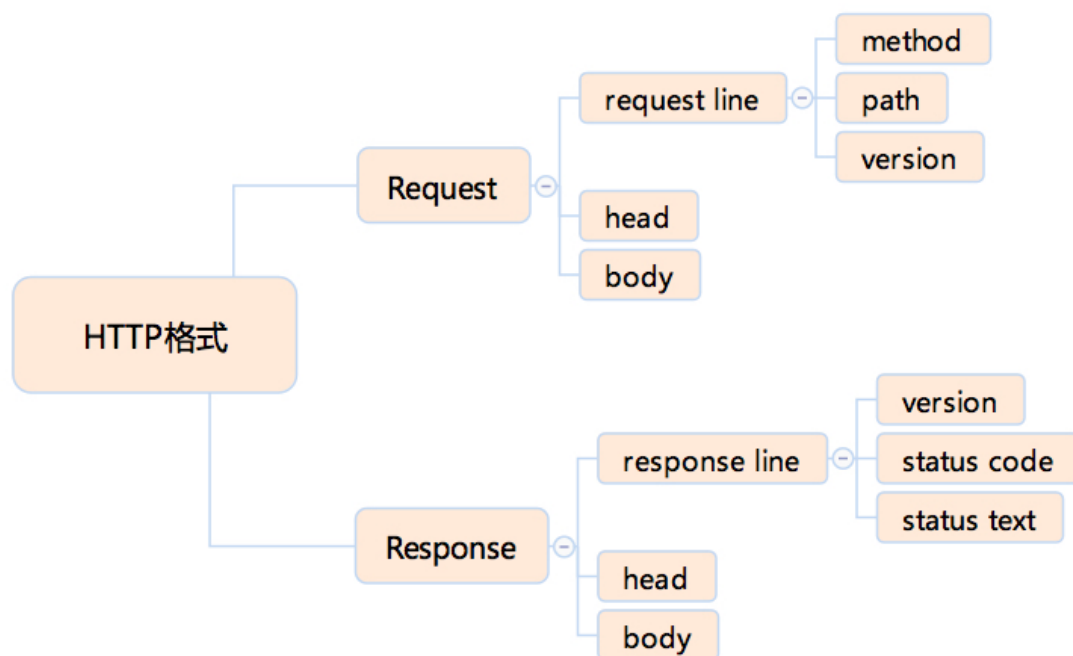 HTTP格式
Request
request line
method
path
version
head
body
Response
response line
version
status code
status text
head
body